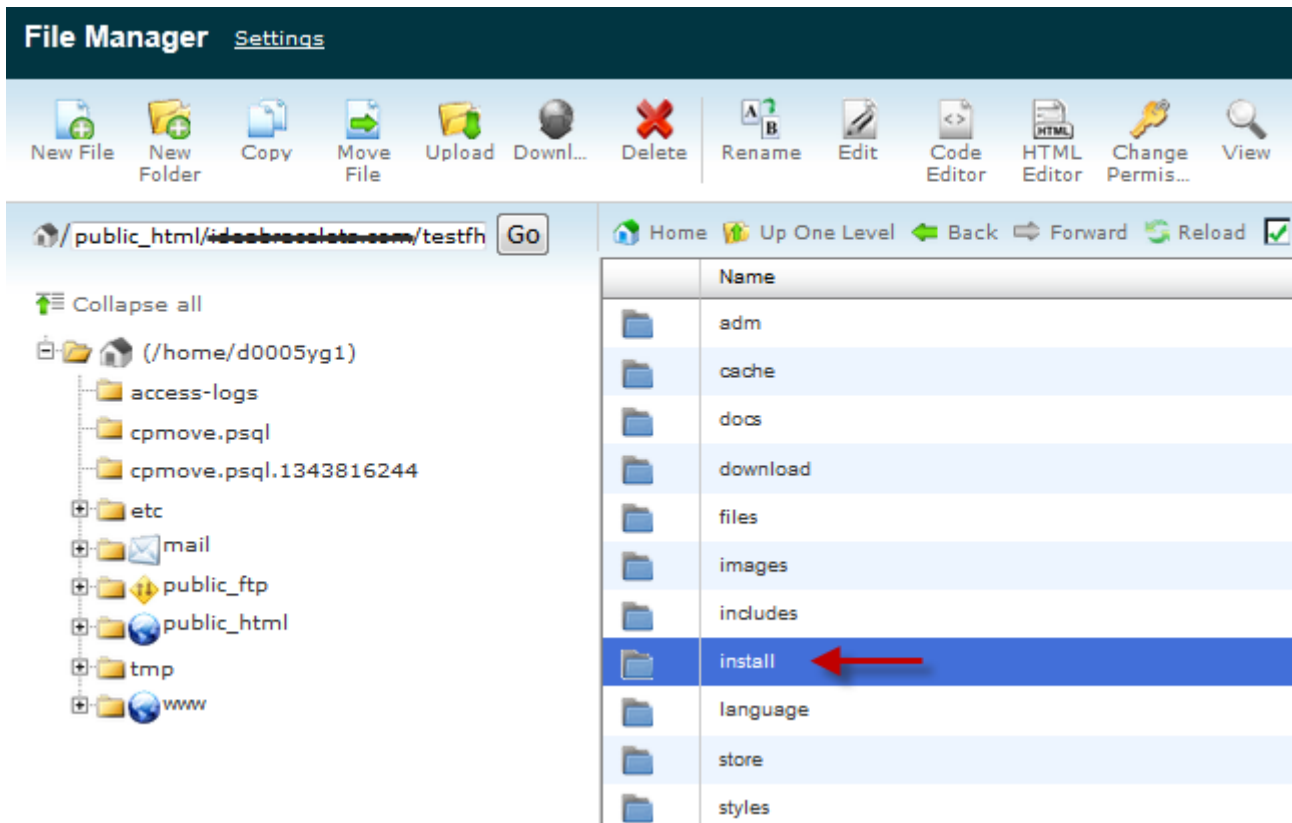 File Manager Settings
New File New Folder Copy Move File Upload Downl... Delete Rename Edit Code Editor HTML Editor Change Permis... View
/ public_html/ /testfh Go
Home Up One Level Back Forward Reload
Collapse all
(/home/d0005yg1)
access-logs
cpmove.psql
cpmove.psql.1343816244
etc
mail
public_ftp
public_html
tmp
www
Name
adm
cache
docs
download
files
images
includes
install
language
store
styles